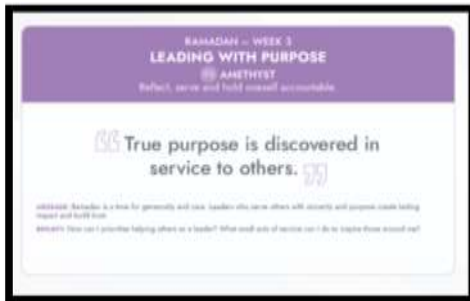 RAMADAN – WEEK 3
LEADING WITH PURPOSE
AMETHYST
Reflect, serve and hold oneself accountable.
True purpose is discovered in
service to others.
Ramadan is a time for generosity and care. Leaders who serve others with sincerity and purpose create lasting
impact and build trust.
How can I prioritise helping others as a leader? What small acts of service can I do to inspire those around me?